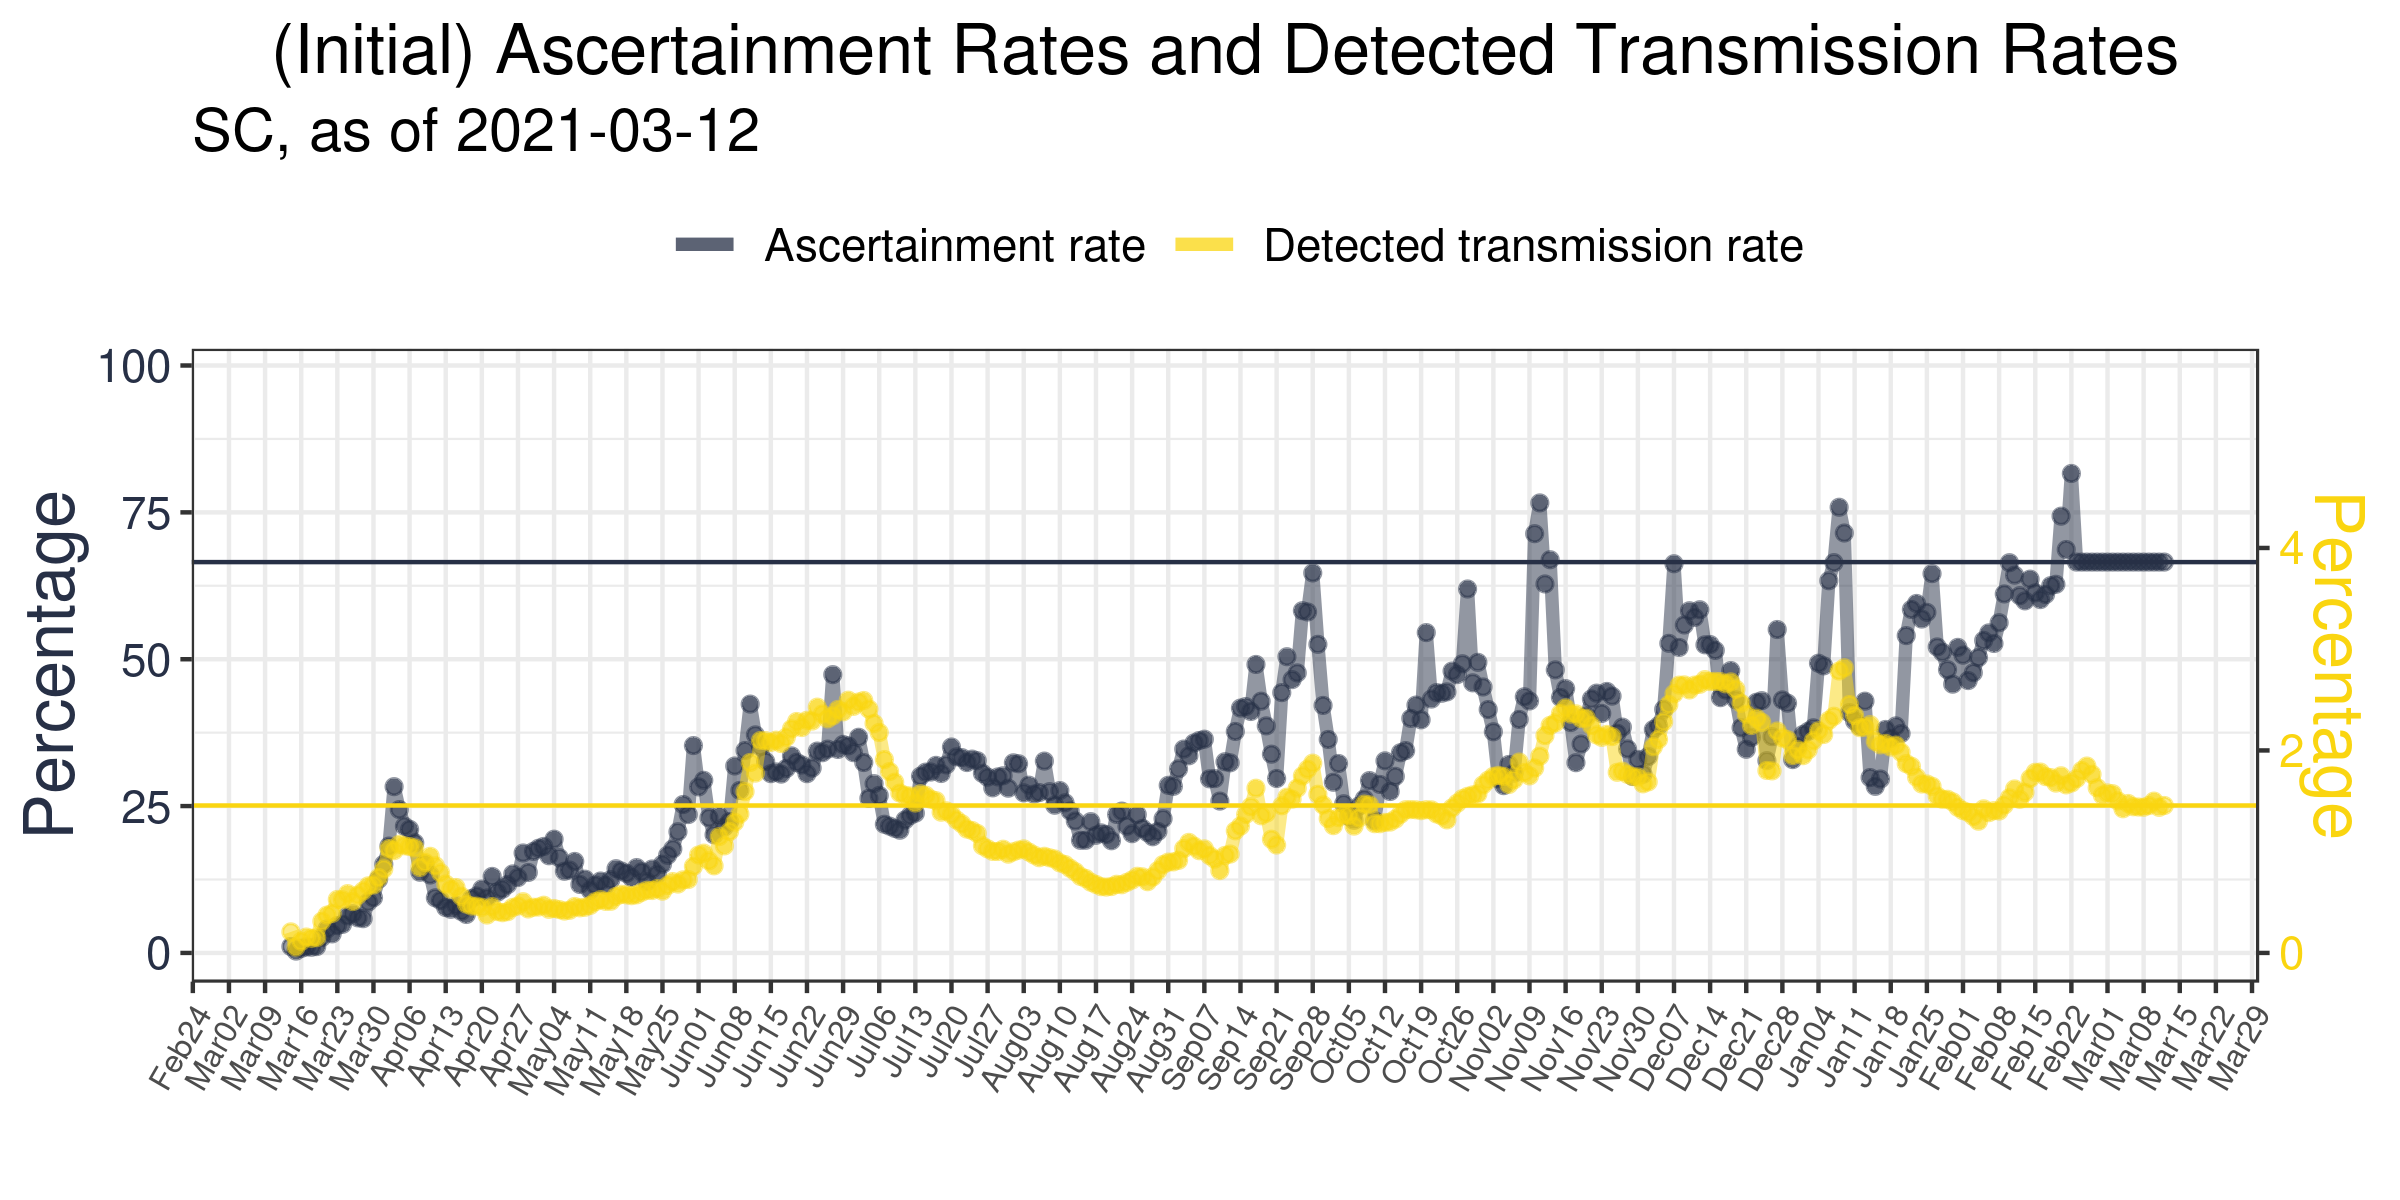 (Initial) Ascertainment Rates and Detected Transmission Rates
SC, as of 2021-03-12
Ascertainment rate
Detected transmission rate
Percentage
100
75
50
25
0
4
2
0
Percentage
Feb24
Mar02
Mar09
Mar16
Mar23
Mar30
Apr06
Apr13
Apr20
Apr27
May04
May11
May18
May25
Jun01
Jun08
Jun15
Jun22
Jun29
Jul06
Jul13
Jul20
Jul27
Aug03
Aug10
Aug17
Aug24
Aug31
Sep07
Sep14
Sep21
Sep28
Oct05
Oct12
Oct19
Oct26
Nov02
Nov09
Nov16
Nov23
Nov30
Dec07
Dec14
Dec21
Dec28
Jan04
Jan11
Jan18
Jan25
Feb01
Feb08
Feb15
Feb22
Mar01
Mar08
Mar15
Mar22
Mar29